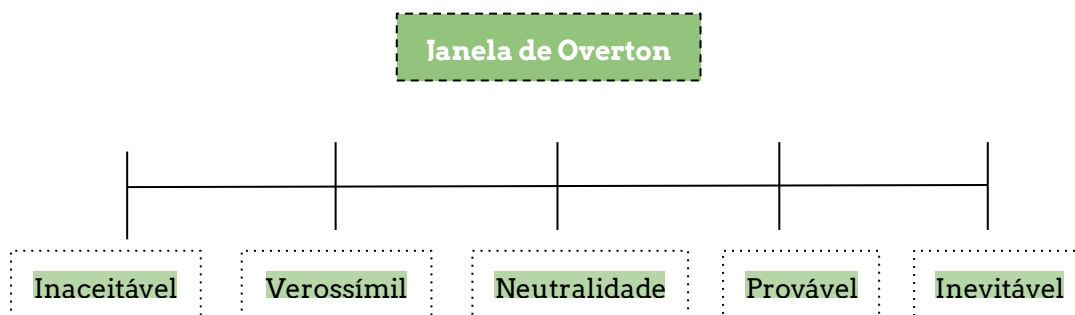 Janela de Overton
Inaceitável
Verossímil
Neutralidade
Provável
Inevitável